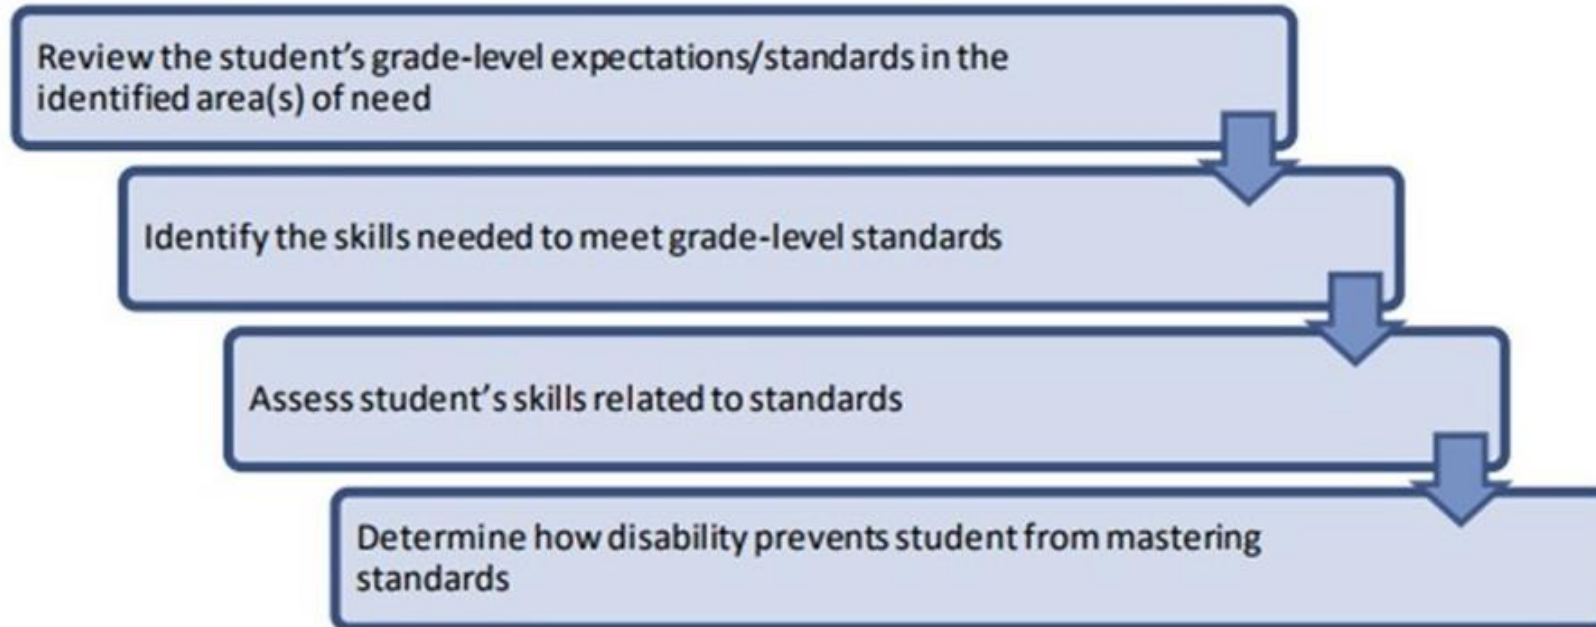 Review the student’s grade-level expectations/standards in the
identified area(s) of need
Identify the skills needed to meet grade-level standards
Assess student’s skills related to standards
Determine how disability prevents student from mastering
standards